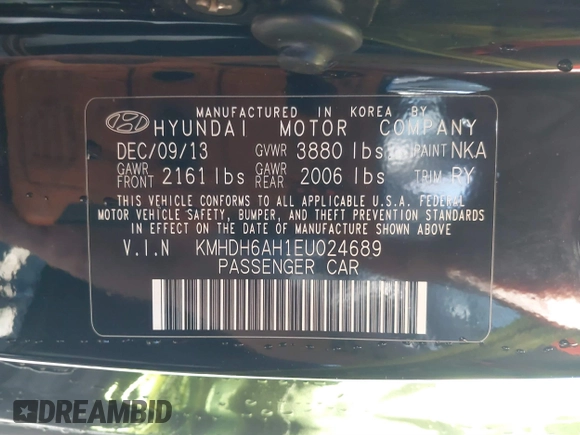 MANUFACTURED IN KOREA BY
HYUNDAI MOTOR COMPANY
DEC/09/13 GVWR 3880 lbs PAINT NKA
GAWR FRONT 2161 lbs GAWR REAR 2006 lbs TRIM RY
THIS VEHICLE CONFORMS TO ALL APPLICABLE U.S.A. FEDERAL
MOTOR VEHICLE SAFETY, BUMPER, AND THEFT PREVENTION STANDARDS
IN EFFECT ON THE DATE OF MANUFACTURE SHOWN ABOVE
V.I.N KMHDH6AH1EU024689
PASSENGER CAR
DREAMBID